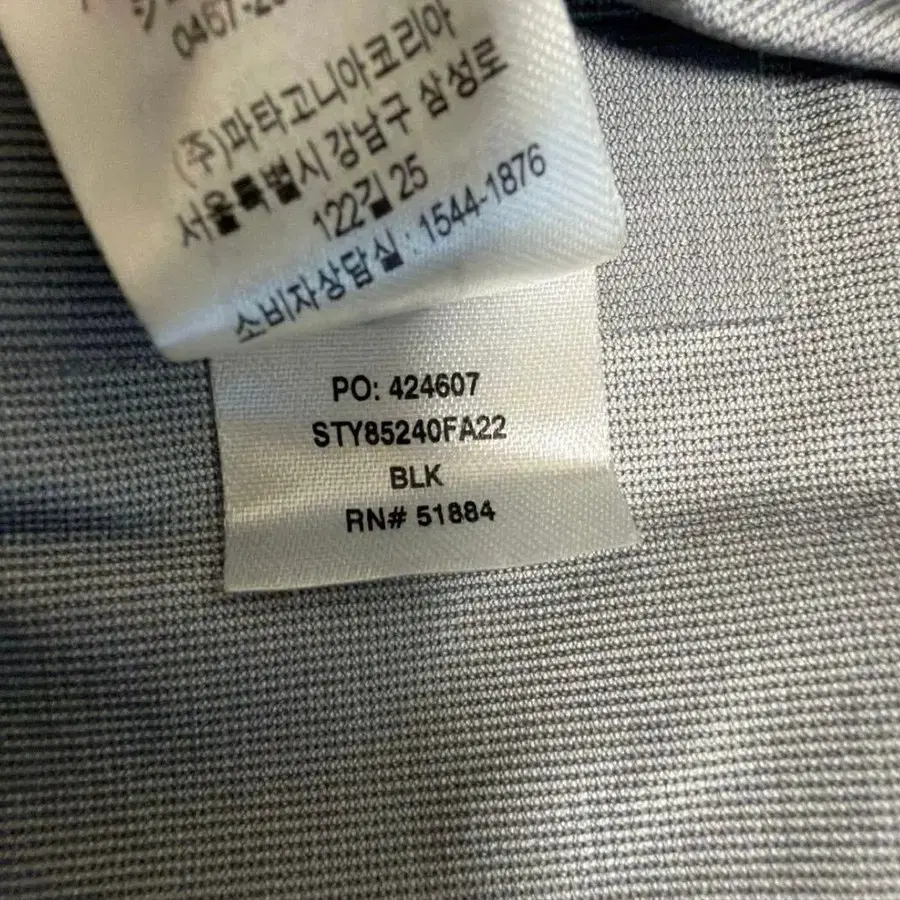 0467-2
(주)파타고니아코리아
서울특별시 강남구 삼성로
122길 25
소비자상담실 : 1544-1876
PO: 424607
STY85240FA22
BLK
RN# 51884